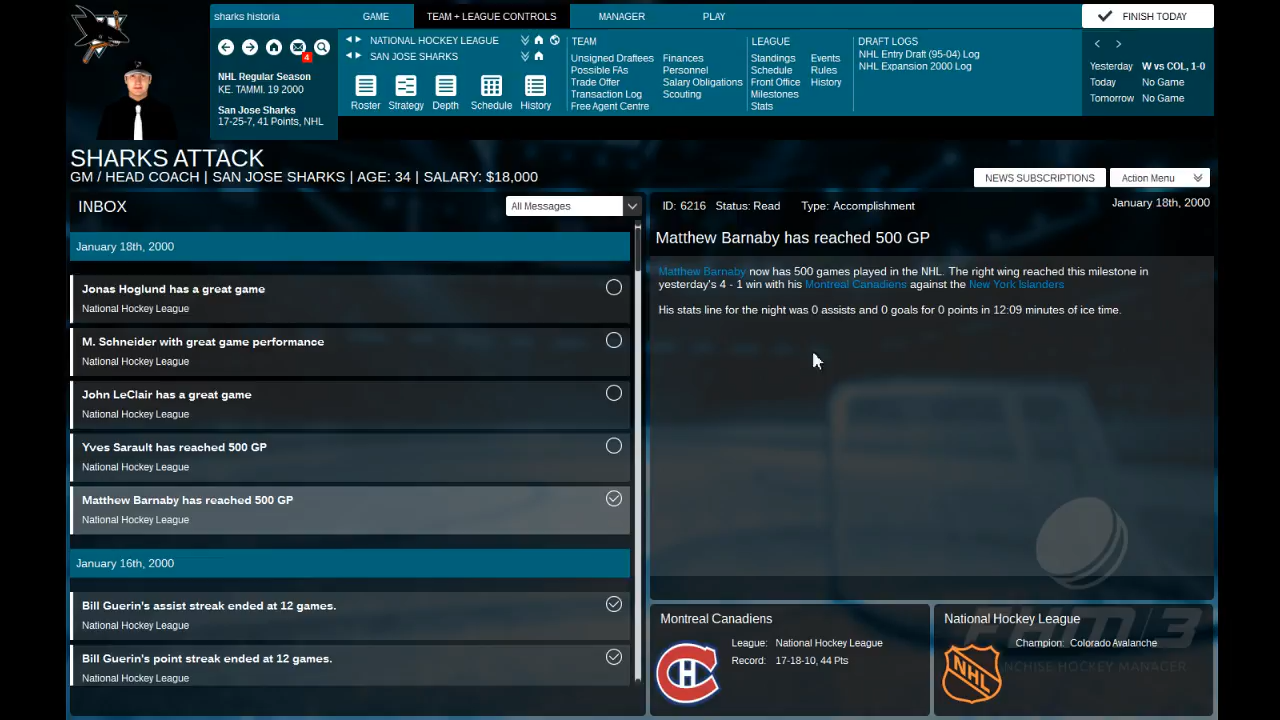 sharks historia
GAME
TEAM + LEAGUE CONTROLS
MANAGER
PLAY
FINISH TODAY
4
NHL Regular Season
KE. TAMMI. 19 2000
San Jose Sharks
17-25-7, 41 Points, NHL
NATIONAL HOCKEY LEAGUE
SAN JOSE SHARKS
Roster
Strategy
Depth
Schedule
History
TEAM
Unsigned Draftees
Possible FAs
Trade Offer
Transaction Log
Free Agent Centre
Finances
Personnel
Salary Obligations
Scouting
LEAGUE
Standings
Schedule
Front Office
Milestones
Stats
Events
Rules
History
DRAFT LOGS
NHL Entry Draft (95-04) Log
NHL Expansion 2000 Log
Yesterday W vs COL, 1-0
Today No Game
Tomorrow No Game
SHARKS ATTACK
GM / HEAD COACH | SAN JOSE SHARKS | AGE: 34 | SALARY: $18,000
NEWS SUBSCRIPTIONS
Action Menu
INBOX
All Messages
January 18th, 2000
Jonas Hoglund has a great game
National Hockey League
M. Schneider with great game performance
National Hockey League
John LeClair has a great game
National Hockey League
Yves Sarault has reached 500 GP
National Hockey League
Matthew Barnaby has reached 500 GP
National Hockey League
January 16th, 2000
Bill Guerin's assist streak ended at 12 games.
National Hockey League
Bill Guerin's point streak ended at 12 games.
National Hockey League
ID: 6216 Status: Read Type: Accomplishment
January 18th, 2000
Matthew Barnaby has reached 500 GP
Matthew Barnaby now has 500 games played in the NHL. The right wing reached this milestone in
yesterday's 4 - 1 win with his Montreal Canadiens against the New York Islanders
His stats line for the night was 0 assists and 0 goals for 0 points in 12:09 minutes of ice time.
Montreal Canadiens
League: National Hockey League
Record: 17-18-10, 44 Pts
National Hockey League
Champion: Colorado Avalanche
NHL
FHM/3
NCHISE HOCKEY MANAGER